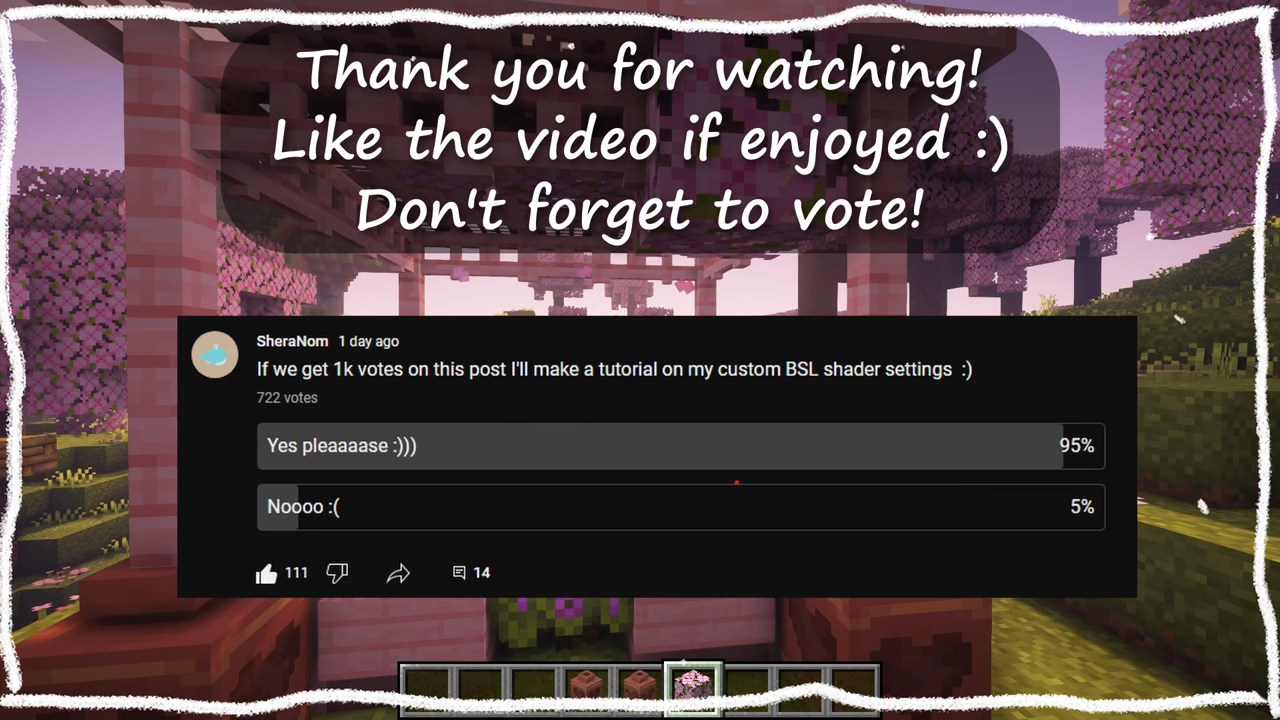 Thank you for watching!
Like the video if enjoyed :)
Don't forget to vote!
SheraNom 1 day ago
If we get 1k votes on this post I'll make a tutorial on my custom BSL shader settings :)
722 votes
Yes pleaaaase :))) 95%
Noooo :( 5%
111 14